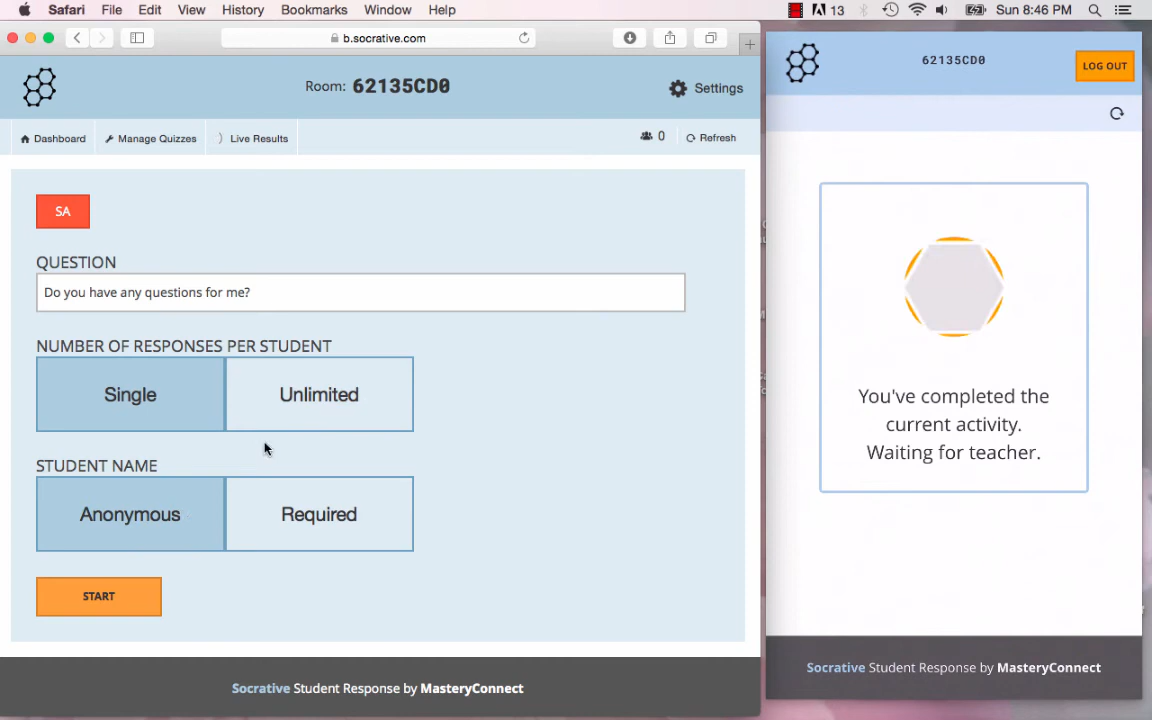 Safari File Edit View History Bookmarks Window Help 13 Sun 8:46 PM
b.socrative.com
Room: 62135CD0
Settings
Dashboard Manage Quizzes Live Results 0 Refresh
SA
QUESTION
Do you have any questions for me?
NUMBER OF RESPONSES PER STUDENT
Single Unlimited
STUDENT NAME
Anonymous Required
START
Socrative Student Response by MasteryConnect
62135CD0
LOG OUT
You've completed the
current activity.
Waiting for teacher.
Socrative Student Response by MasteryConnect